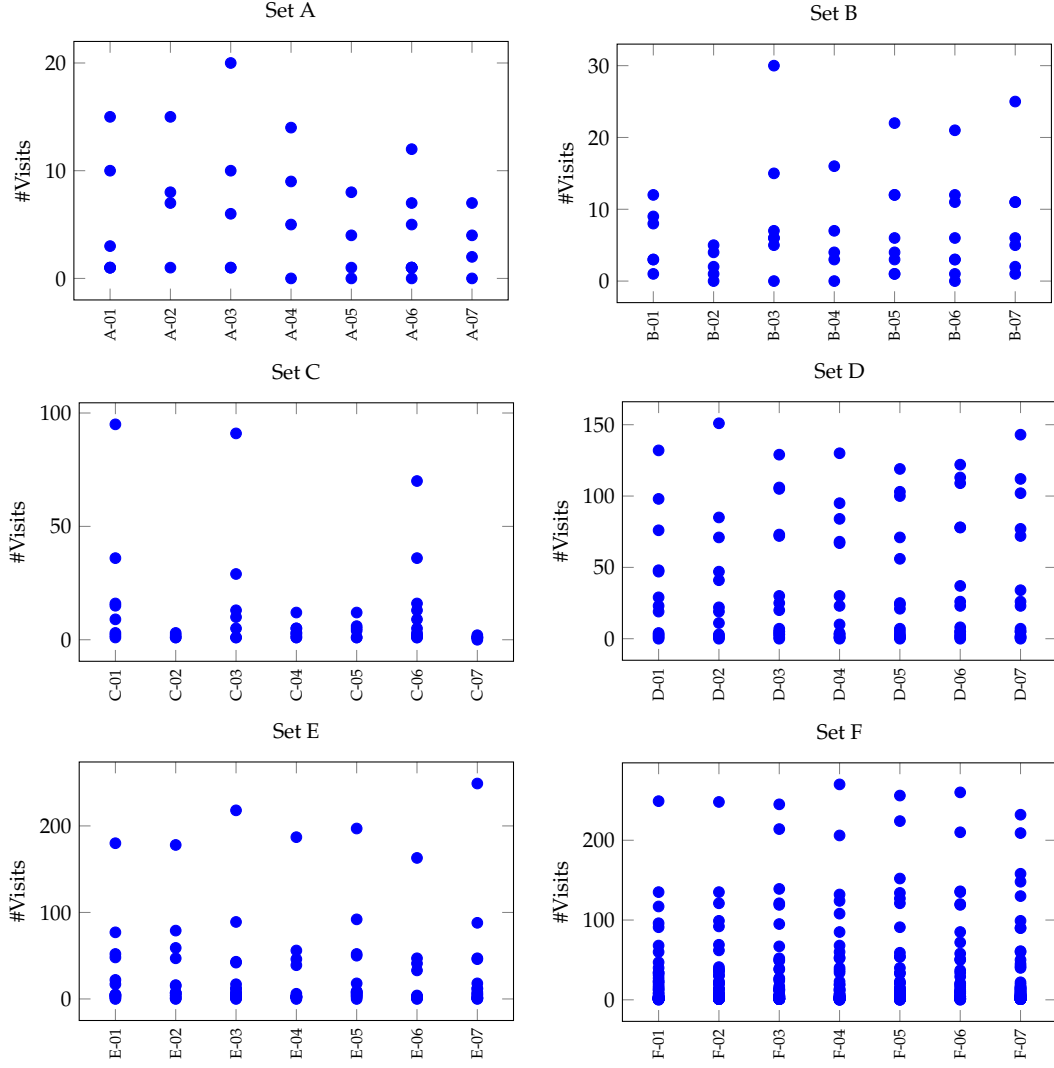 Set A
#Visits
20
10
0
A-01
A-02
A-03
A-04
A-05
A-06
A-07
Set B
#Visits
30
20
10
0
B-01
B-02
B-03
B-04
B-05
B-06
B-07
Set C
#Visits
100
50
0
C-01
C-02
C-03
C-04
C-05
C-06
C-07
Set D
#Visits
150
100
50
0
D-01
D-02
D-03
D-04
D-05
D-06
D-07
Set E
#Visits
200
100
0
E-01
E-02
E-03
E-04
E-05
E-06
E-07
Set F
#Visits
200
100
0
F-01
F-02
F-03
F-04
F-05
F-06
F-07